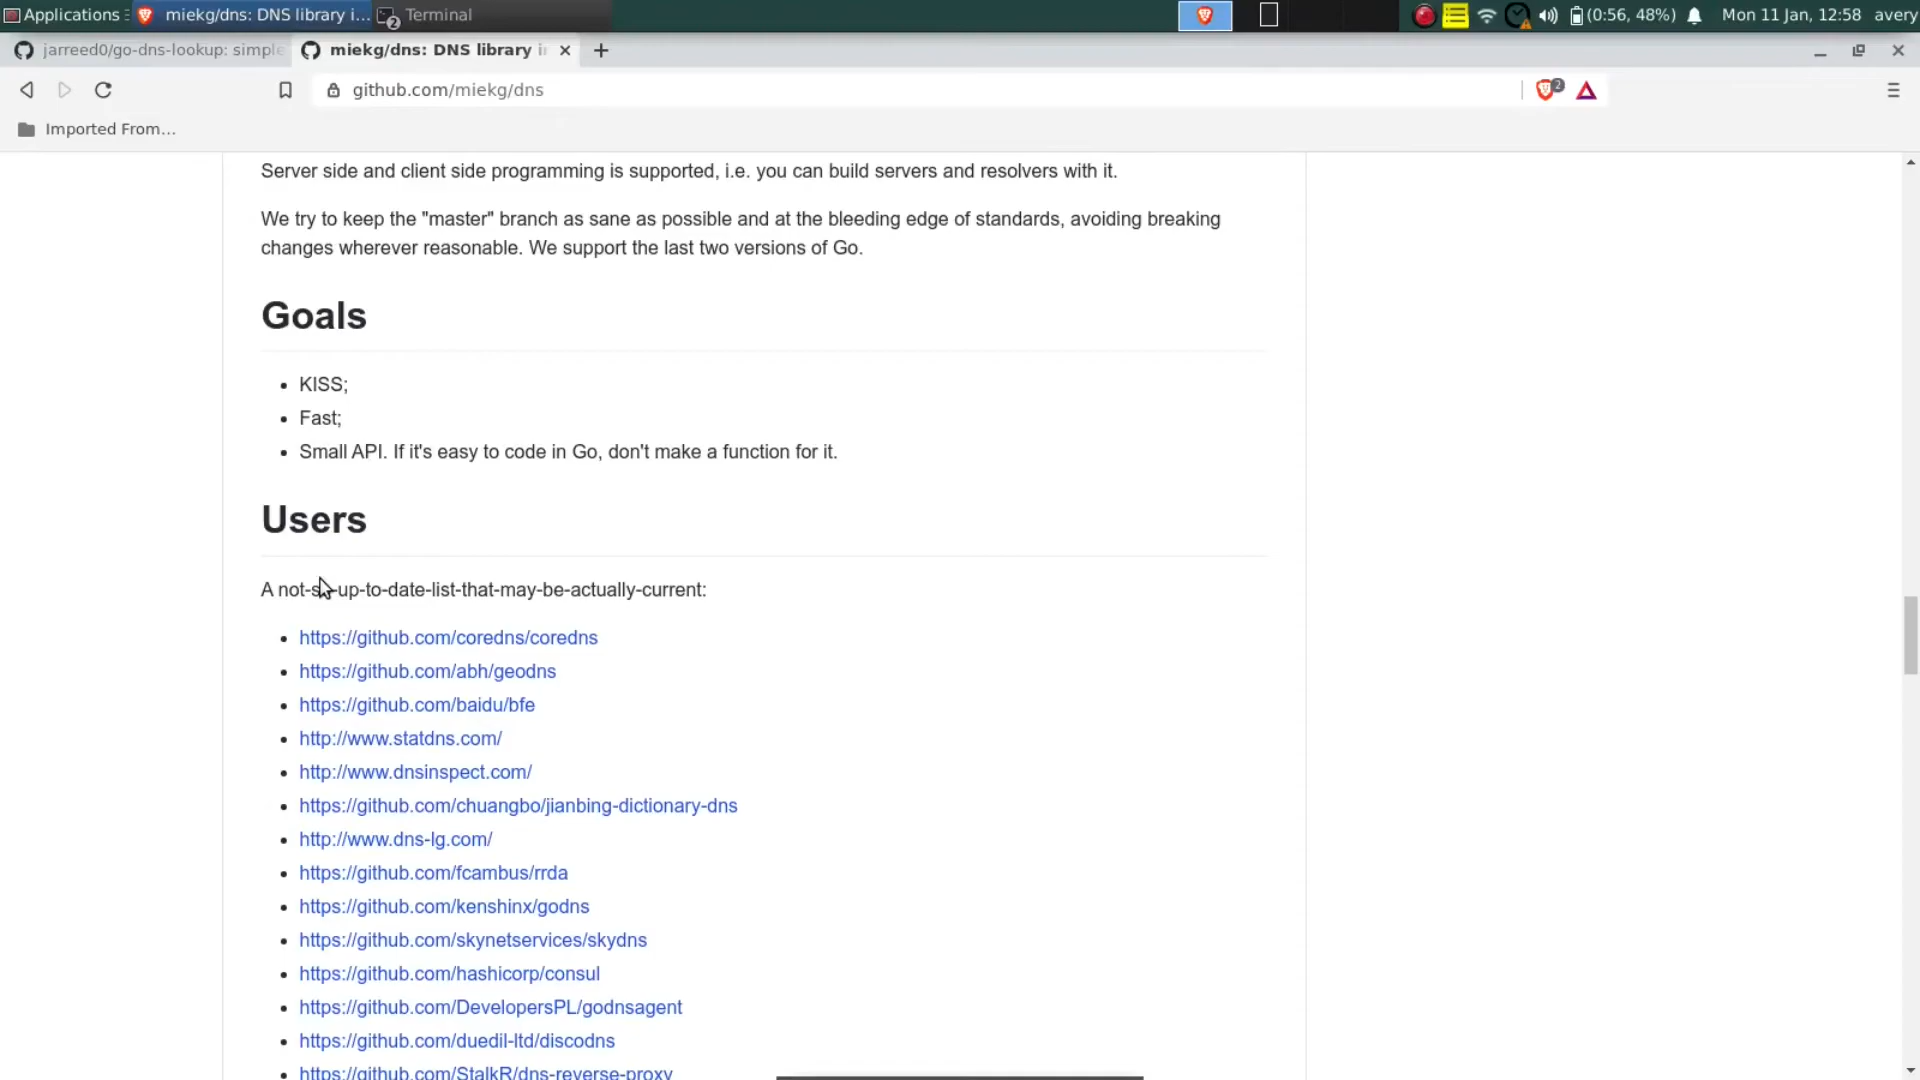 Applications miekg/dns: DNS library i... 2 Terminal (0:56, 48%) Mon 11 Jan, 12:58 avery
jarreed0/go-dns-lookup: simple miekg/dns: DNS library i
github.com/miekg/dns 2
Imported From...
Server side and client side programming is supported, i.e. you can build servers and resolvers with it.
We try to keep the "master" branch as sane as possible and at the bleeding edge of standards, avoiding breaking
changes wherever reasonable. We support the last two versions of Go.
Goals
• KISS;
• Fast;
• Small API. If it's easy to code in Go, don't make a function for it.
Users
A not-so-up-to-date-list-that-may-be-actually-current:
• https://github.com/coredns/coredns
• https://github.com/abh/geodns
• https://github.com/baidu/bfe
• http://www.statdns.com/
• http://www.dnsinspect.com/
• https://github.com/chuangbo/jianbing-dictionary-dns
• http://www.dns-lg.com/
• https://github.com/fcambus/rrda
• https://github.com/kenshinx/godns
• https://github.com/skynetservices/skydns
• https://github.com/hashicorp/consul
• https://github.com/DevelopersPL/godnsagent
• https://github.com/duedil-ltd/discodns
• https://github.com/StalkR/dns-reverse-proxy